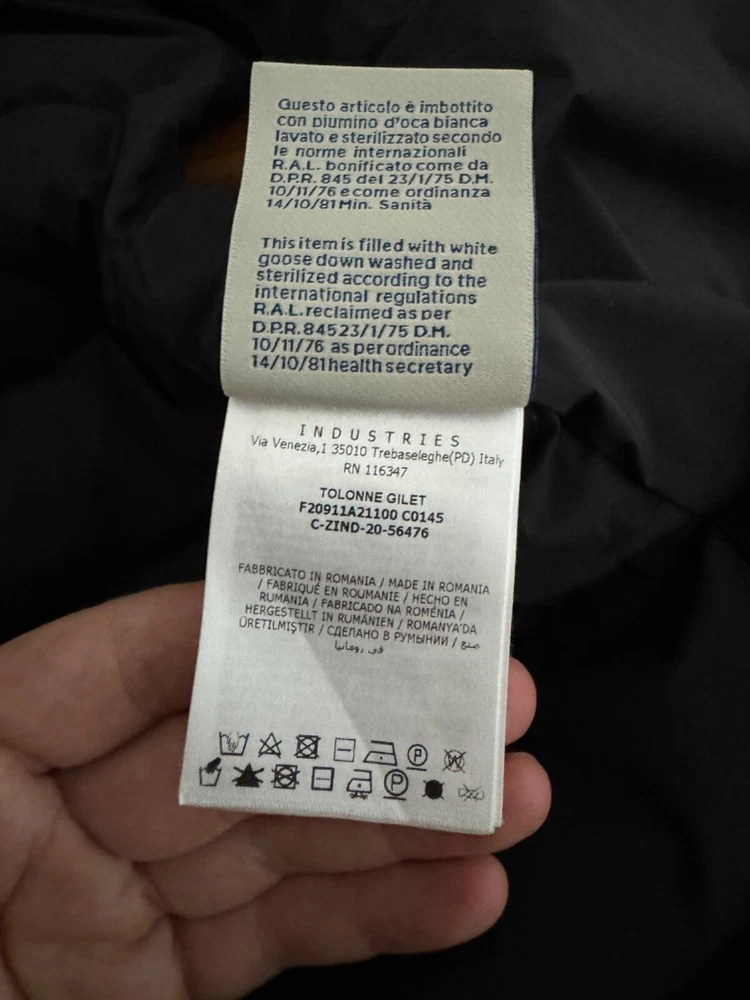 Questo articolo è imbottito
con piumino d'oca bianca
lavato e sterilizzato secondo
le norme internazionali
R.A.L. bonificato come da
D.P.R. 845 del 23/1/75 D.M.
10/11/76 e come ordinanza
14/10/81 Min. Sanità
This item is filled with white
goose down washed and
sterilized according to the
international regulations
R.A.L. reclaimed as per
D.P.R. 845 23/1/75 D.M.
10/11/76 as per ordinance
14/10/81 health secretary
INDUSTRIES
Via Venezia,1 35010 Trebaseleghe(PD) Italy
RN 116347
TOLONNE GILET
F20911A21100 C0145
C-ZIND-20-56476
FABBRICATO IN ROMANIA / MADE IN ROMANIA
/ FABRIQUÉ EN ROUMANIE / HECHO EN
RUMANIA / FABRICADO NA ROMÉNIA /
HERGESTELLT IN RUMÄNIEN / ROMANYA'DA
ÜRETILMIŞTIR / СДЕЛАНО В РУМЫНИИ / صنع
في رومانيا
P
P